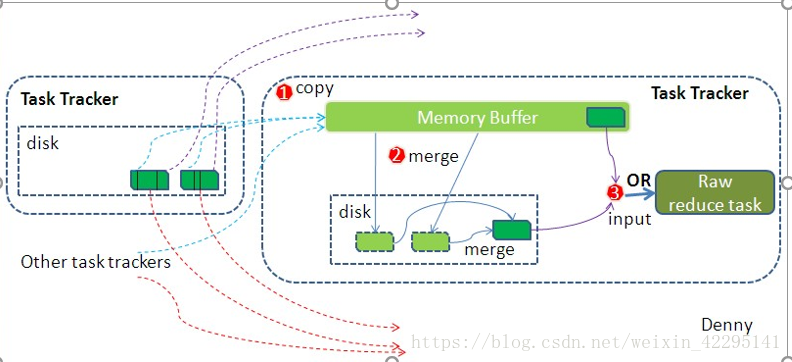 Task Tracker
disk
Other task trackers
1 copy
Task Tracker
Memory Buffer
2 merge
disk
merge
3
OR
input
Raw
reduce task
Denny
https://blog.csdn.net/weixin_42295141